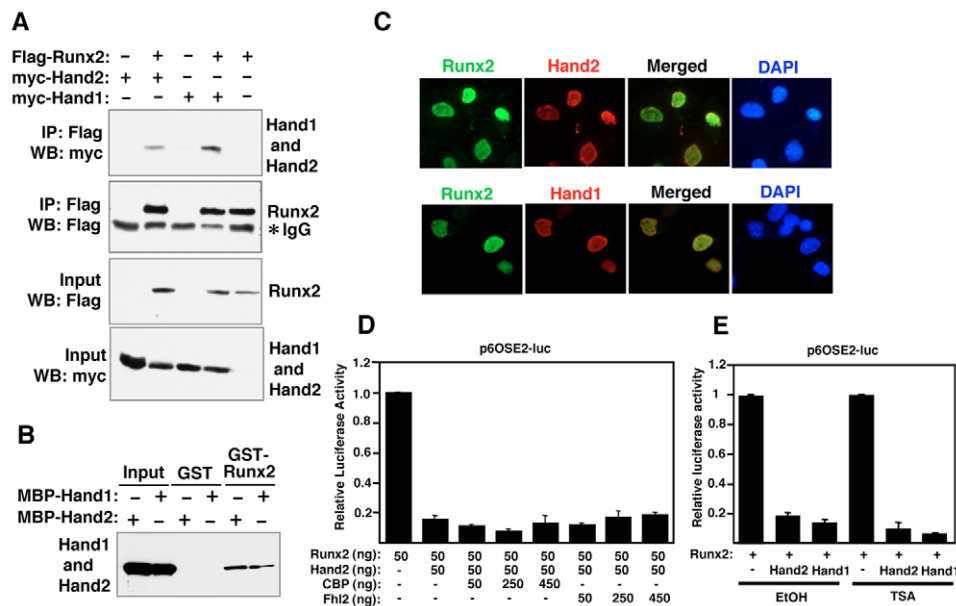 A
Flag-Runx2: - + - + +
myc-Hand2: + + - - -
myc-Hand1: - - + + -
IP: Flag
WB: myc
Hand1
and
Hand2
IP: Flag
WB: Flag
Runx2
* IgG
Input
WB: Flag
Runx2
Input
WB: myc
Hand1
and
Hand2
B
Input GST GST-Runx2
MBP-Hand1: - + - + - +
MBP-Hand2: + - + - + -
Hand1
and
Hand2
C
Runx2 Hand2 Merged DAPI
Runx2 Hand1 Merged DAPI
D
p6OSE2-luc
Relative Luciferase Activity
1.2
1.0
0.8
0.6
0.4
0.2
Runx2 (ng): 50 50 50 50 50 50 50 50
Hand2 (ng): - 50 50 50 50 50 50 50
CBP (ng) - - 50 250 450 - - -
Fhl2 (ng) - - - - - 50 250 450
E
p6OSE2-luc
Relative Luciferase activity
1.2
1
0.8
0.6
0.4
0.2
Runx2: + + + + + +
- Hand2 Hand1 - Hand2 Hand1
EtOH TSA